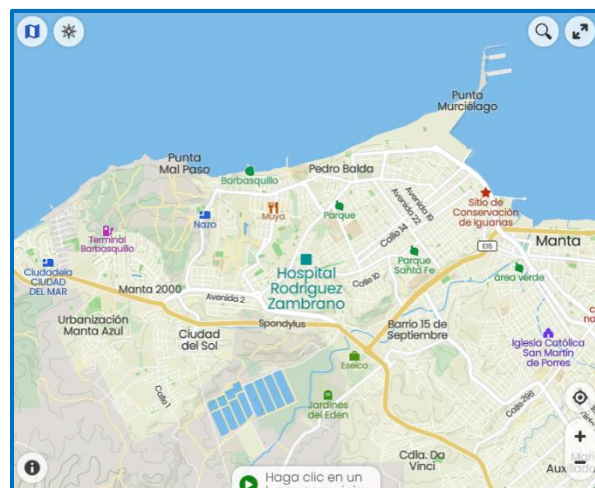 Punta
Murciélago
Punta
Mal Paso
Pedro Balda
Barbasquillo
Avenida 19
Avenida 22
Muya
Parque
Nazo
Sitio de
Conservación
de Iguanas
Calle 14
E15
Manta
Terminal
Barbasquillo
Parque
Santa Fe
Hospital
Rodríguez
Zambrano
Calle 10
área verde
Ciudadela
CIUDAD
DEL MAR
Manta 2000
Avenida 2
Urbanización
Manta Azul
Ciudad
del Sol
Spondylus
Barrio 15 de
Septiembre
Iglesia Católica
San Martín
de Porres
Eselco
Calle 1
Jardines
del Eden
Calle 296
Cdla. Da
Vinci
Haga clic en un